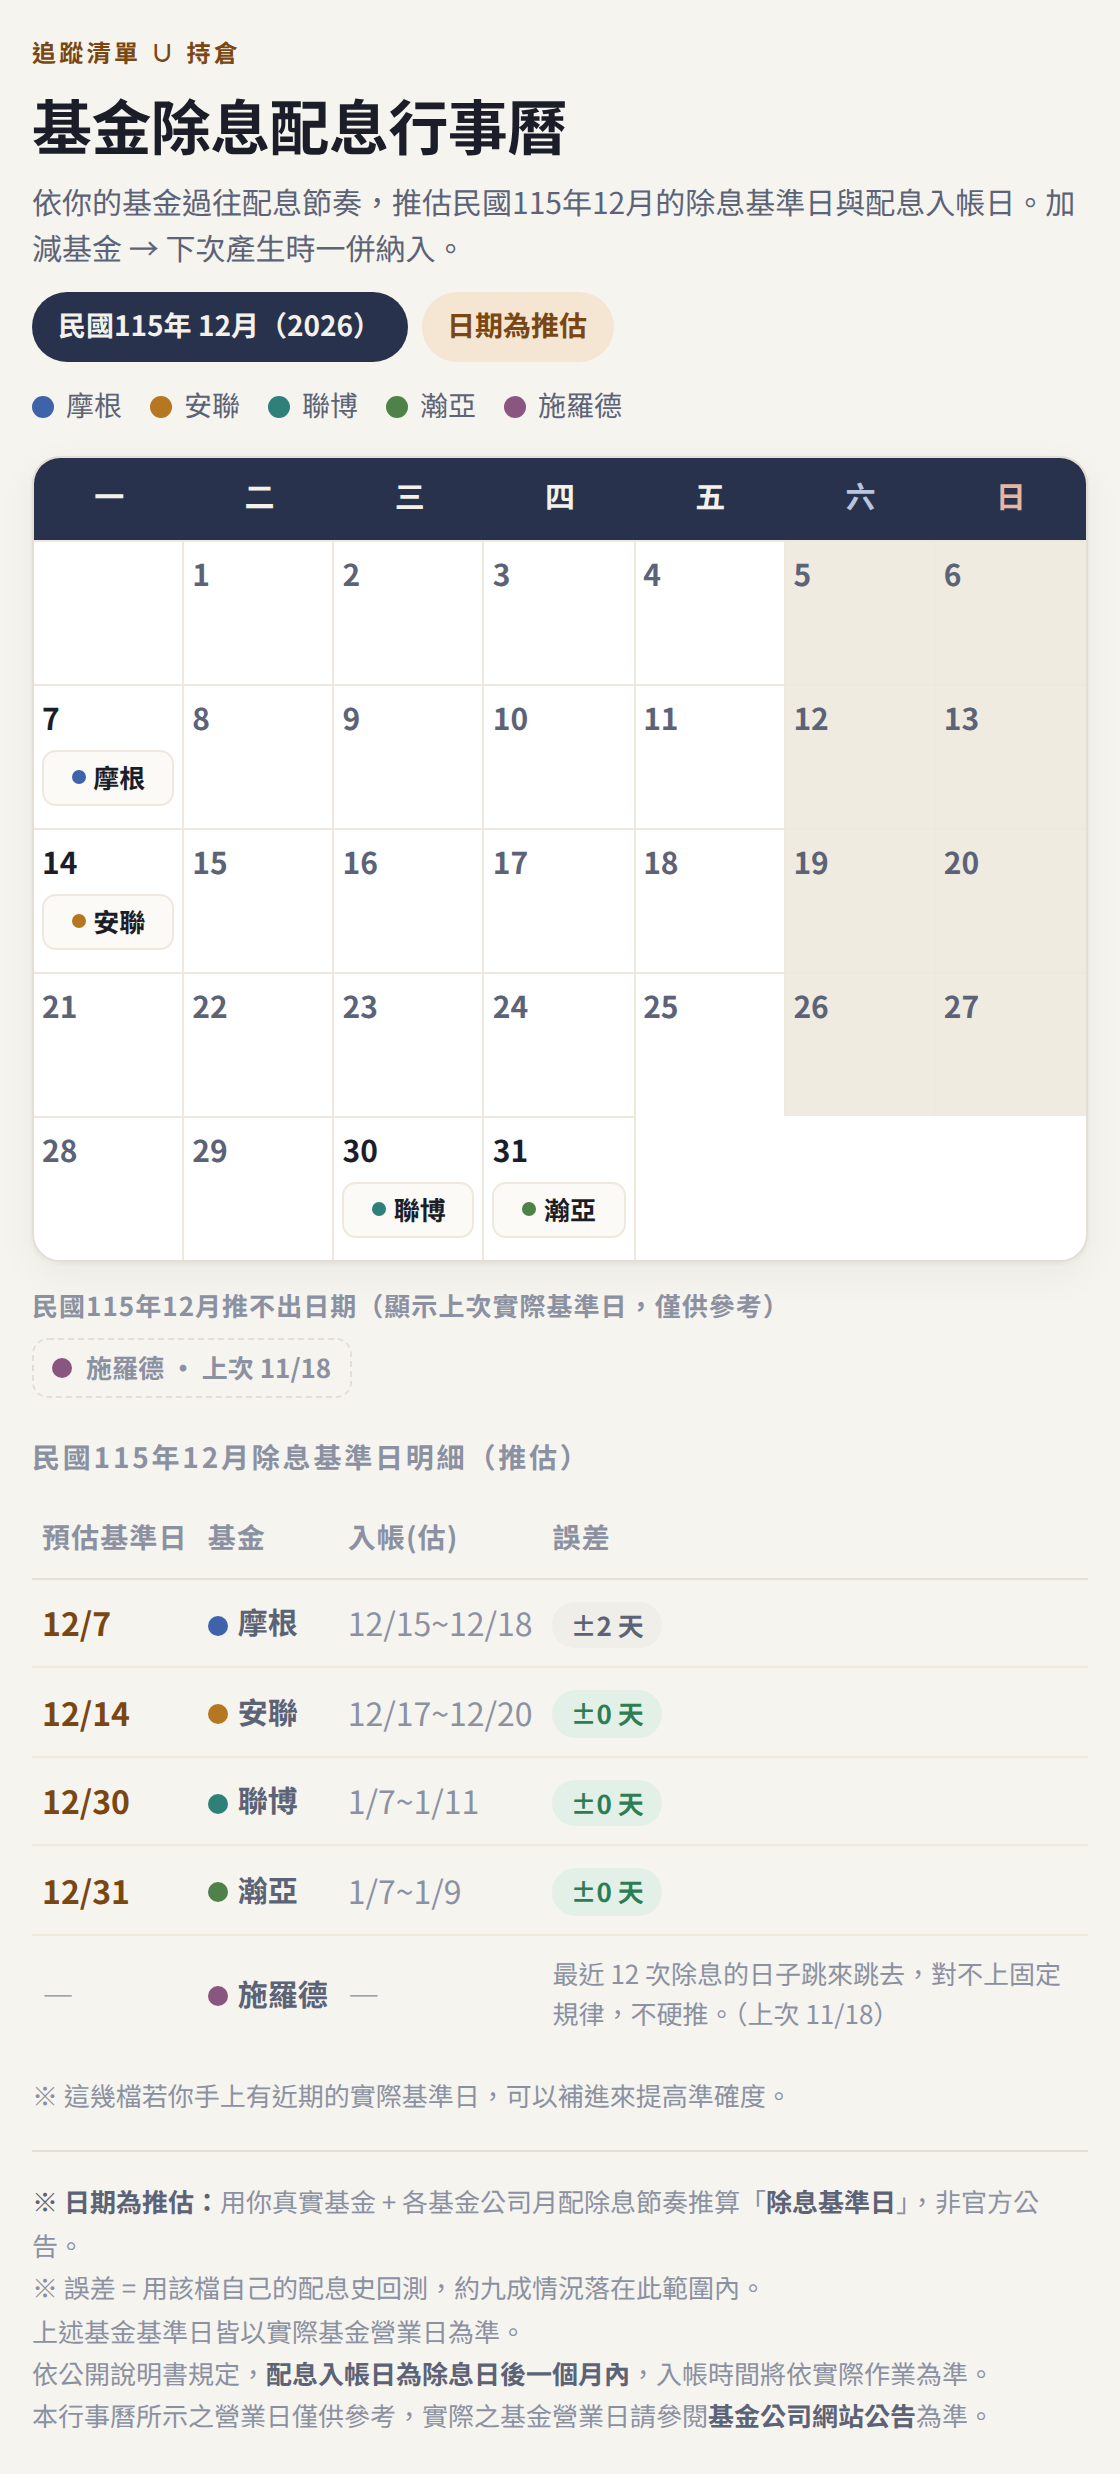 追蹤清單 ∪ 持倉
基金除息配息行事曆
依你的基金過往配息節奏，推估民國115年12月的除息基準日與配息入帳日。加
減基金 → 下次產生時一併納入。
民國115年 12月（2026） 日期為推估
摩根 安聯 聯博 瀚亞 施羅德
一 二 三 四 五 六 日
1 2 3 4 5 6
7 8 9 10 11 12 13
摩根
14 15 16 17 18 19 20
安聯
21 22 23 24 25 26 27
28 29 30 31
聯博 瀚亞
民國115年12月推不出日期（顯示上次實際基準日，僅供參考）
施羅德 · 上次 11/18
民國115年12月除息基準日明細（推估）
預估基準日 基金 入帳(估) 誤差
12/7 摩根 12/15~12/18 ±2 天
12/14 安聯 12/17~12/20 ±0 天
12/30 聯博 1/7~1/11 ±0 天
12/31 瀚亞 1/7~1/9 ±0 天
— 施羅德 — 最近 12 次除息的日子跳來跳去，對不上固定
規律，不硬推。（上次 11/18）
※ 這幾檔若你手上有近期的實際基準日，可以補進來提高準確度。
※ 日期為推估：用你真實基金 + 各基金公司月配除息節奏推算「除息基準日」，非官方公
告。
※ 誤差 = 用該檔自己的配息史回測，約九成情況落在此範圍內。
上述基金基準日皆以實際基金營業日為準。
依公開說明書規定，配息入帳日為除息日後一個月內，入帳時間將依實際作業為準。
本行事曆所示之營業日僅供參考，實際之基金營業日請參閱基金公司網站公告為準。